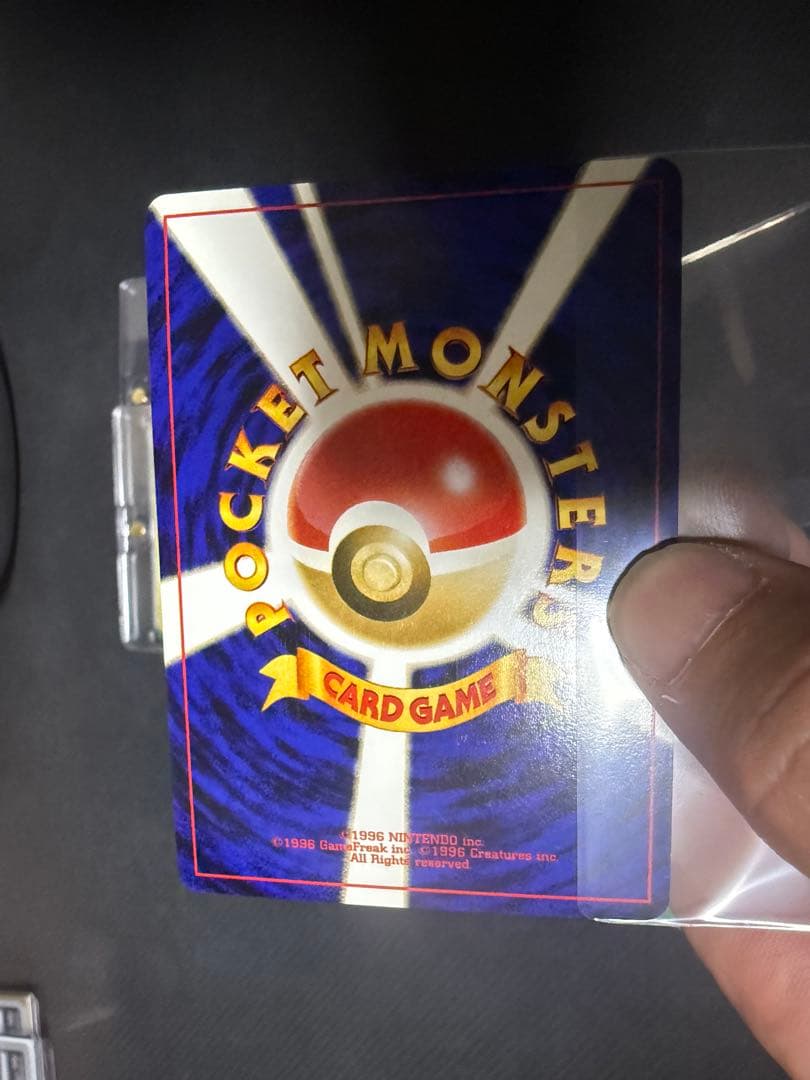 POCKET MONSTERS
CARD GAME
©1996 NINTENDO inc.
©1996 GameFreak inc. ©1996 Creatures inc.
All Rights reserved.